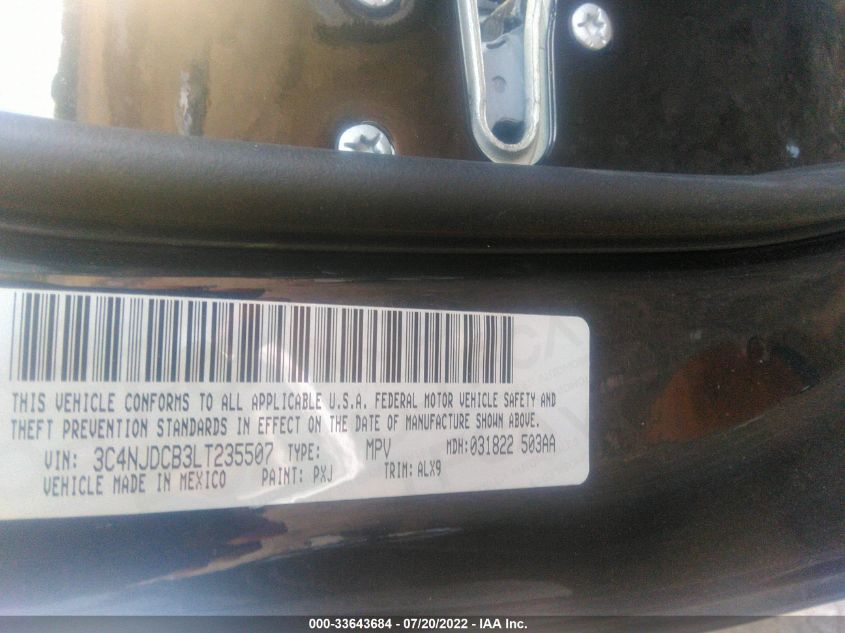 THIS VEHICLE CONFORMS TO ALL APPLICABLE U.S.A. FEDERAL MOTOR VEHICLE SAFETY AND
THEFT PREVENTION STANDARDS IN EFFECT ON THE DATE OF MANUFACTURE SHOWN ABOVE.
VIN: 3C4NJDCB3LT235507 TYPE: MPV MDH:031822 503AA
VEHICLE MADE IN MEXICO PAINT: PXJ TRIM:ALX9
000-33643684 / 07/20/2022 - IAA Inc.